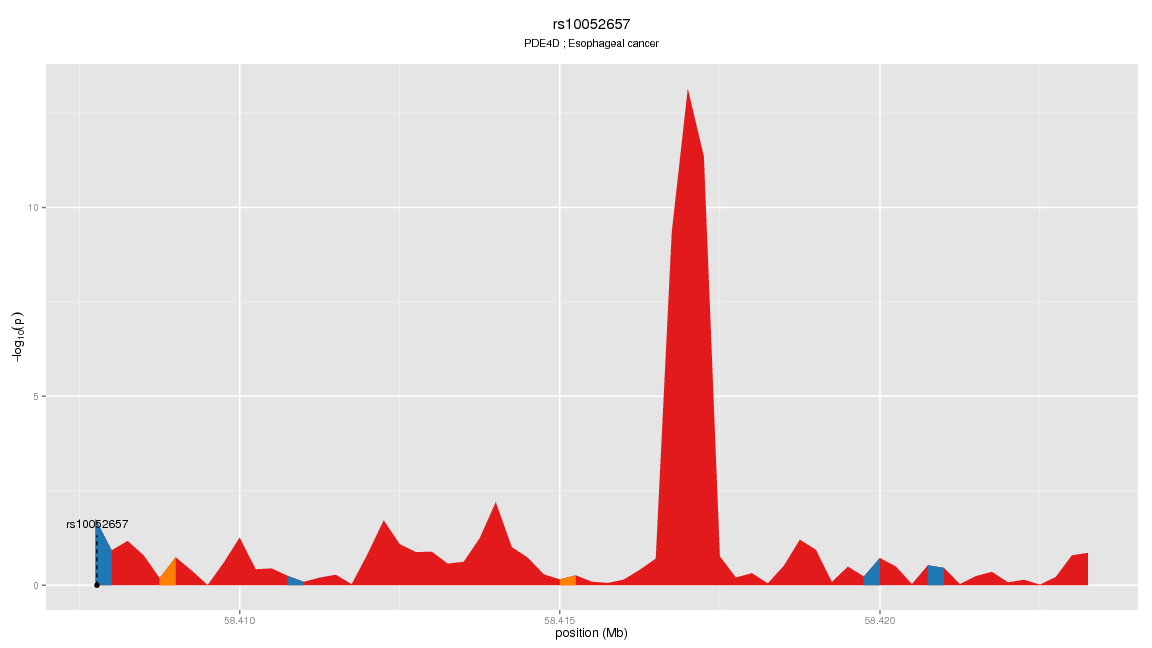 rs10052657
PDE4D ; Esophageal cancer
10
5
0
−log10(p)
rs10052657
58.410
58.415
58.420
position (Mb)